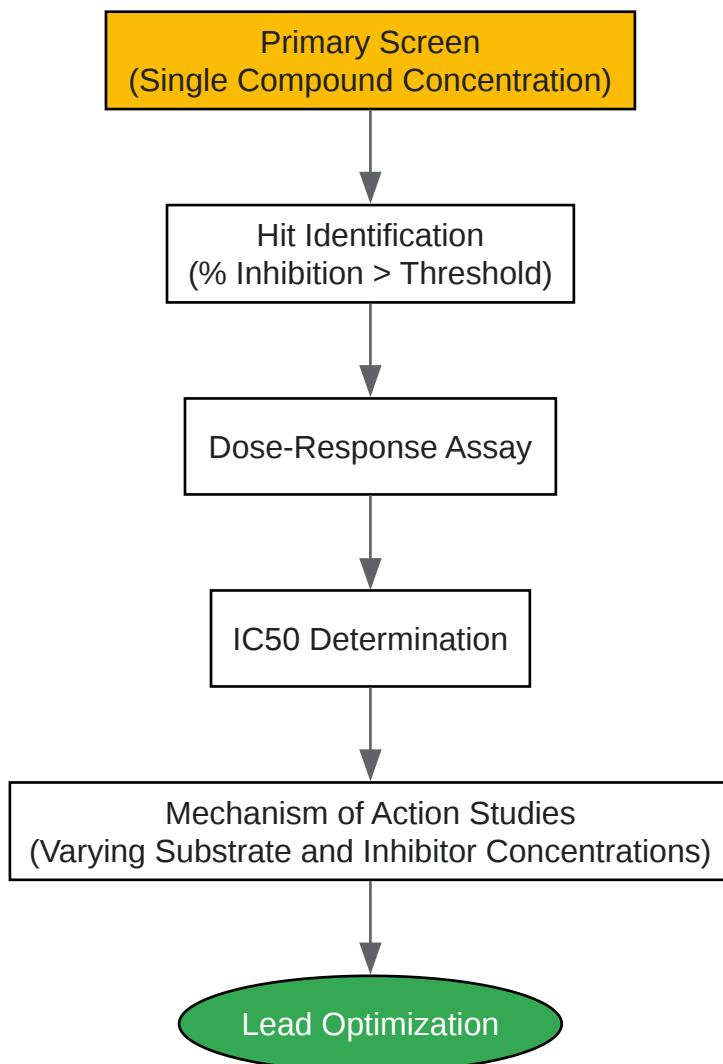 Primary Screen
(Single Compound Concentration)
Hit Identification
(% Inhibition > Threshold)
Dose-Response Assay
IC50 Determination
Mechanism of Action Studies
(Varying Substrate and Inhibitor Concentrations)
Lead Optimization